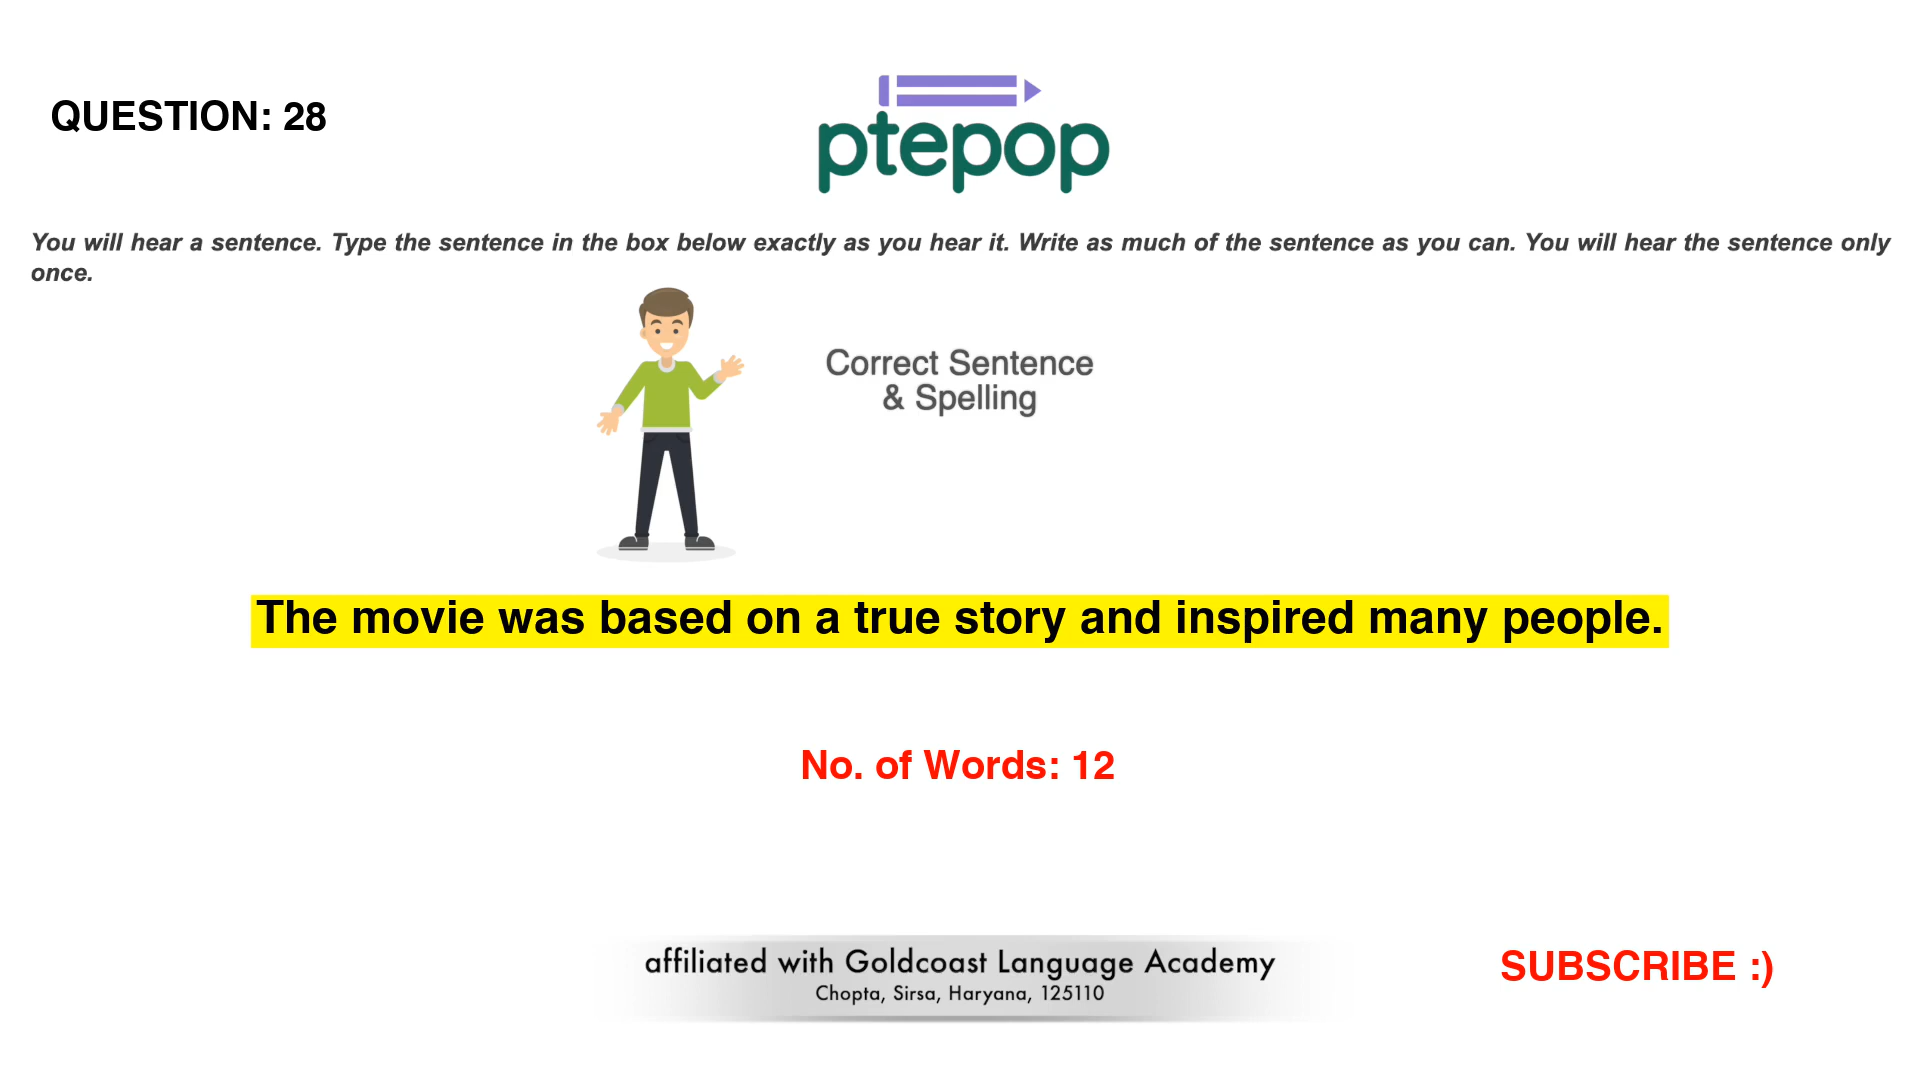 QUESTION: 28
ptepop
You will hear a sentence. Type the sentence in the box below exactly as you hear it. Write as much of the sentence as you can. You will hear the sentence only
once.
Correct Sentence
& Spelling
The movie was based on a true story and inspired many people.
No. of Words: 12
affiliated with Goldcoast Language Academy
Chopta, Sirsa, Haryana, 125110
SUBSCRIBE :)